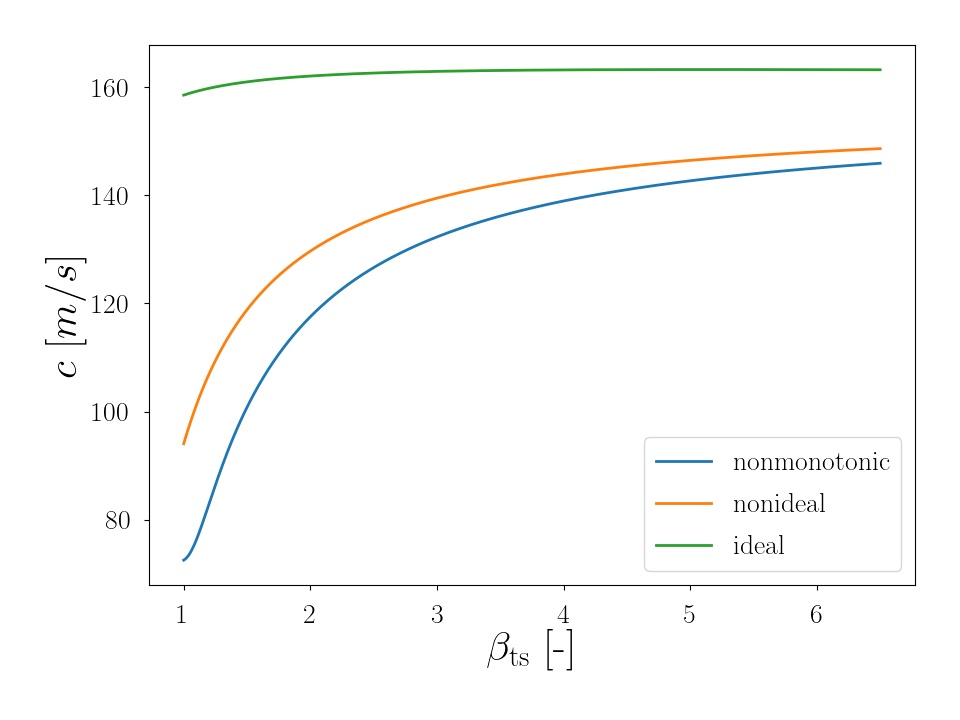 160
140
120
100
80
c [m/s]
1 2 3 4 5 6
β_ts [-]
nonmonotonic
nonideal
ideal